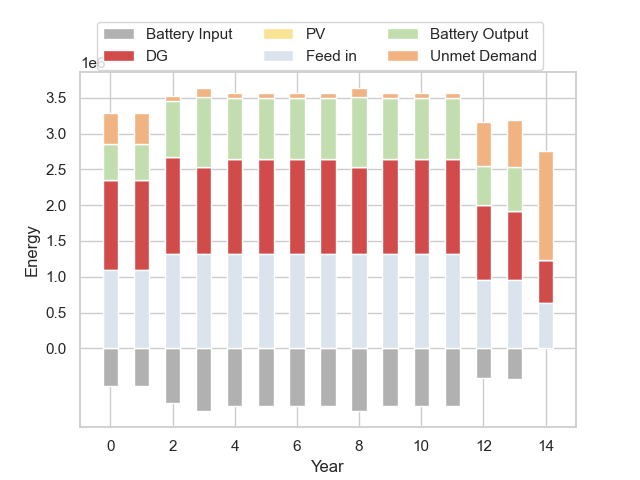 Battery Input PV Battery Output
DG Feed in Unmet Demand
1e6
3.5
3.0
2.5
2.0
1.5
1.0
0.5
0.0
Energy
0 2 4 6 8 10 12 14
Year